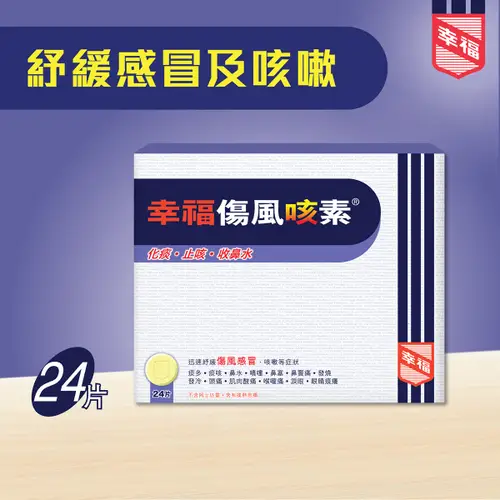 紓緩感冒及咳嗽
幸福
幸福傷風咳素®
化痰・止咳・收鼻水
迅速紓緩傷風感冒、咳嗽等症狀
痰多・痰咳・鼻水・噴嚏・鼻塞・鼻竇痛・發燒
發冷・頭痛・肌肉酸痛・喉嚨痛・淚眼・眼睛痕癢
24片
幸福
24片